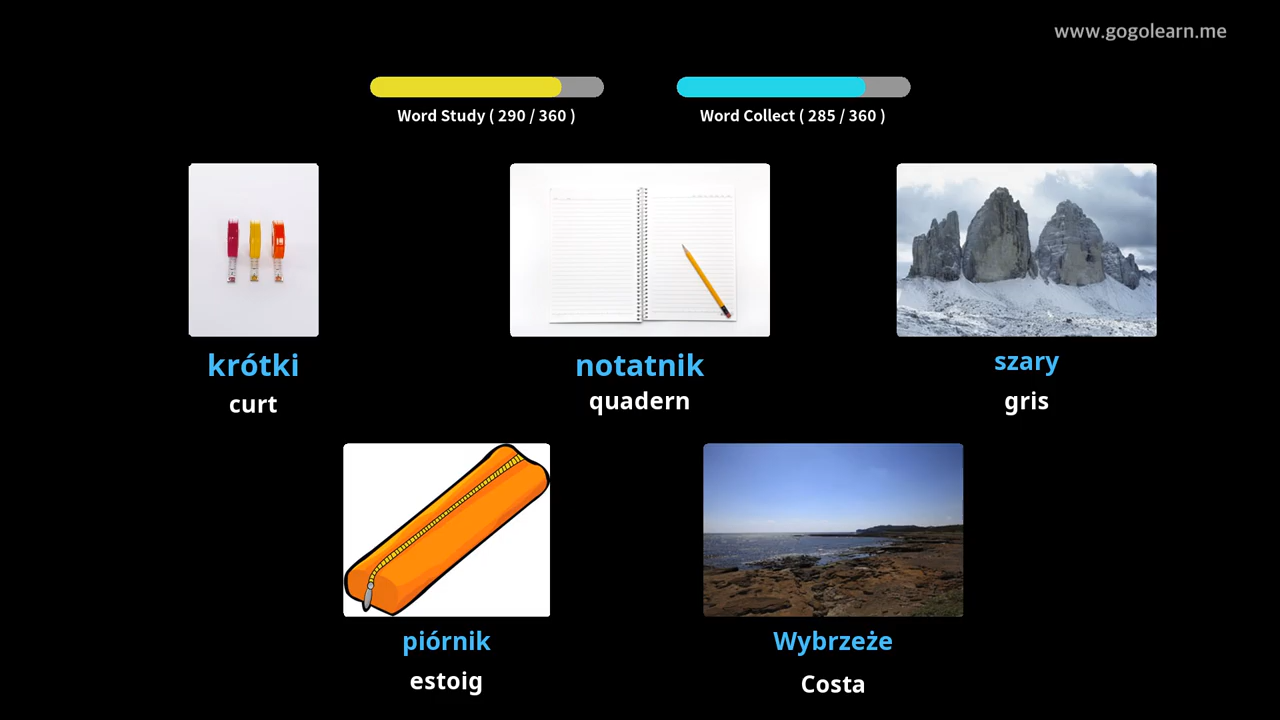 www.gogolearn.me
Word Study ( 290 / 360 )
Word Collect ( 285 / 360 )
krótki
curt
notatnik
quadern
szary
gris
piórnik
estoig
Wybrzeże
Costa